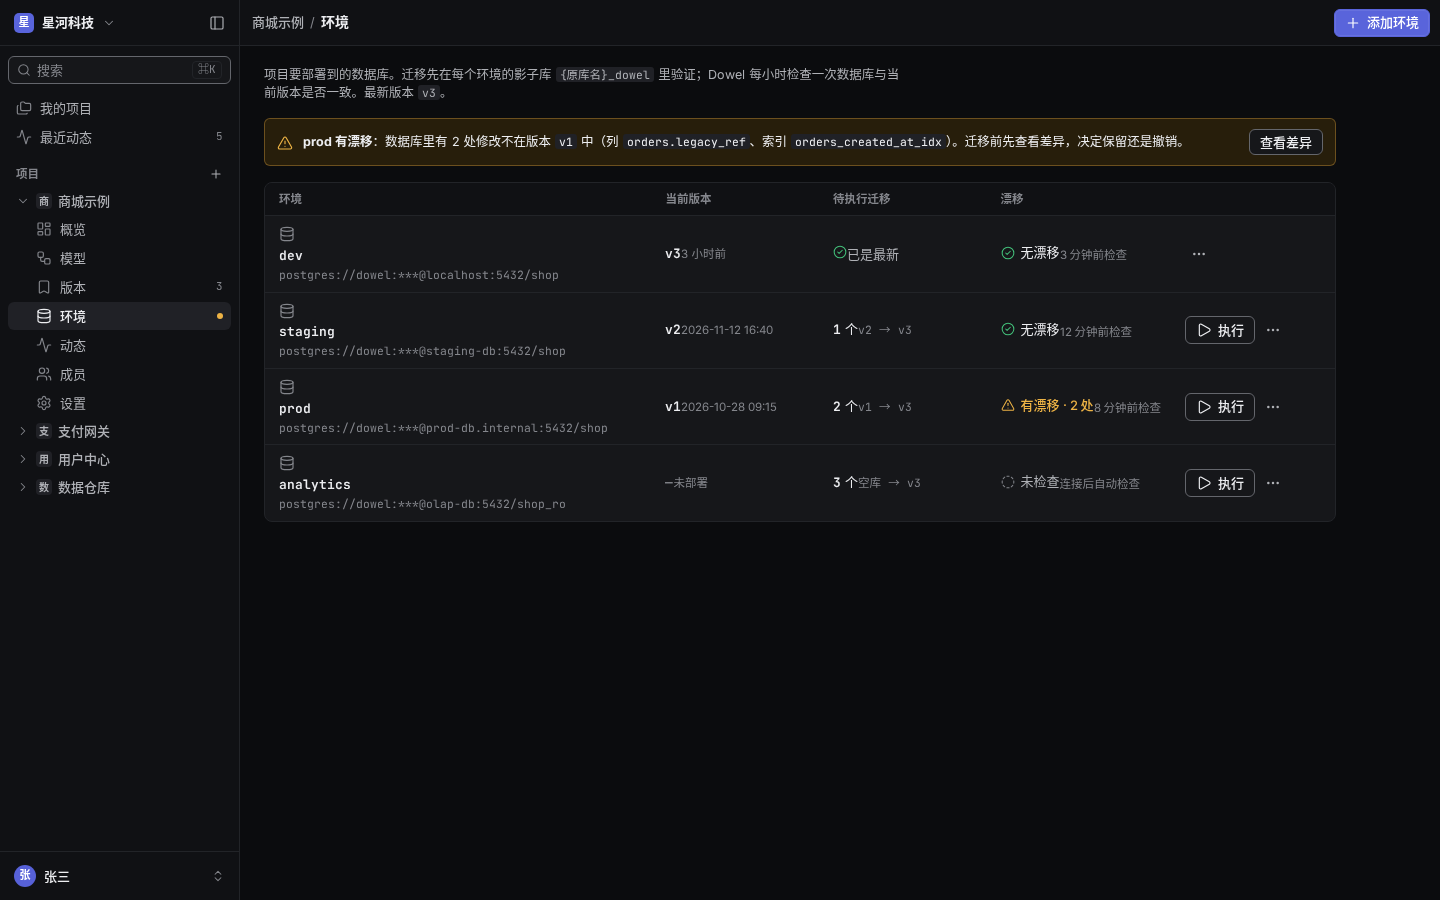 星 星河科技
搜索 ⌘K
我的项目
最近动态 5
项目
商 商城示例
概览
模型
版本 3
环境
动态
成员
设置
支 支付网关
用 用户中心
数 数据仓库
张 张三
商城示例 / 环境
添加环境
项目要部署到的数据库。迁移先在每个环境的影子库 {原库名}_dowel 里验证；Dowel 每小时检查一次数据库与当
前版本是否一致。最新版本 v3。
prod 有漂移：数据库里有 2 处修改不在版本 v1 中（列 orders.legacy_ref、索引 orders_created_at_idx）。迁移前先查看差异，决定保留还是撤销。 查看差异
环境 当前版本 待执行迁移 漂移
dev
postgres://dowel:***@localhost:5432/shop
v3 3 小时前 已是最新 无漂移 3 分钟前检查
staging
postgres://dowel:***@staging-db:5432/shop
v2 2026-11-12 16:40 1 个 v2 → v3 无漂移 12 分钟前检查 执行
prod
postgres://dowel:***@prod-db.internal:5432/shop
v1 2026-10-28 09:15 2 个 v1 → v3 有漂移 · 2 处 8 分钟前检查 执行
analytics
postgres://dowel:***@olap-db:5432/shop_ro
— 未部署 3 个 空库 → v3 未检查 连接后自动检查 执行